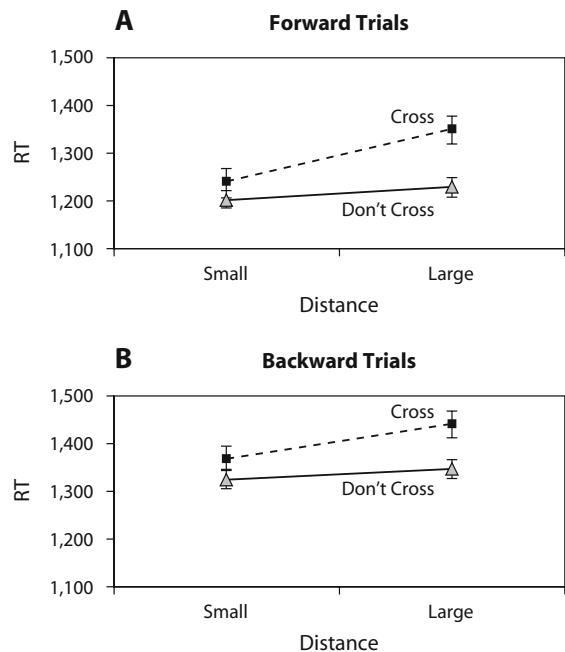 A Forward Trials
1,500
1,400
1,300
1,200
1,100
RT
Cross
Don't Cross
Small Large
Distance
B Backward Trials
1,500
1,400
1,300
1,200
1,100
RT
Cross
Don't Cross
Small Large
Distance